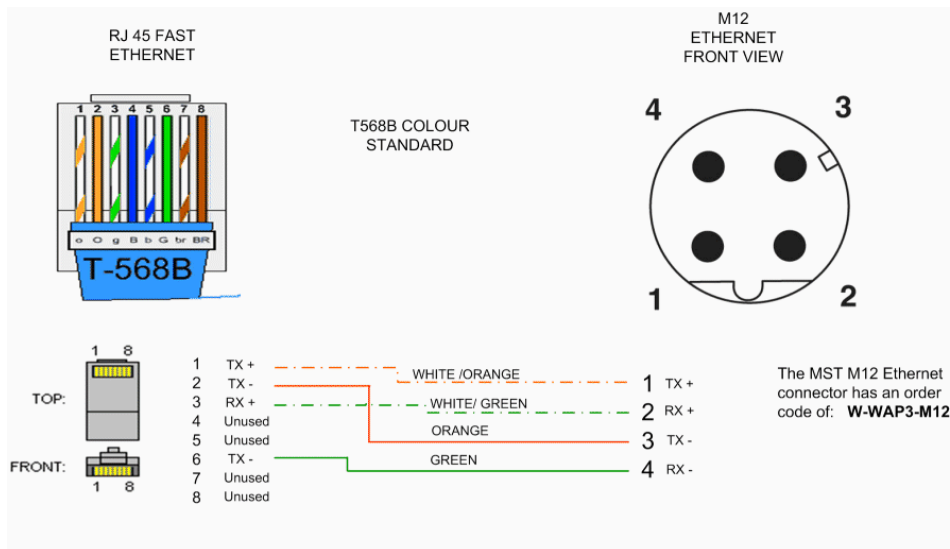 RJ 45 FAST
ETHERNET
M12
ETHERNET
FRONT VIEW
1 2 3 4 5 6 7 8
T568B COLOUR
STANDARD
4 3
o O g B b G br BR
T-568B
1 2
1 8
TOP:
FRONT:
1 8
1 TX +
2 TX -
3 RX +
4 Unused
5 Unused
6 TX -
7 Unused
8 Unused
WHITE /ORANGE
WHITE/ GREEN
ORANGE
GREEN
1 TX +
2 RX +
3 TX -
4 RX -
The MST M12 Ethernet
connector has an order
code of: W-WAP3-M12